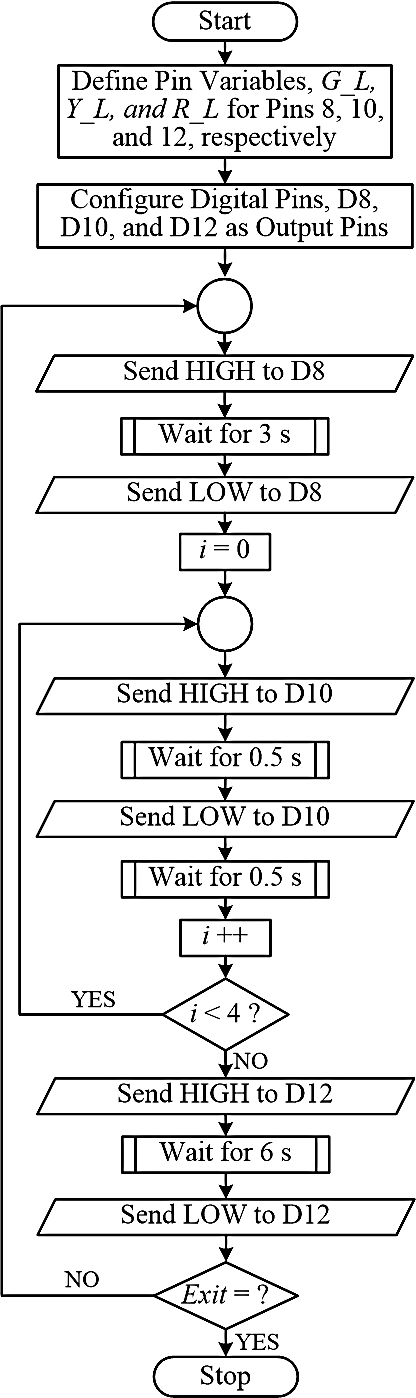 Start
Define Pin Variables, G_L,
Y_L, and R_L for Pins 8, 10,
and 12, respectively
Configure Digital Pins, D8,
D10, and D12 as Output Pins
Send HIGH to D8
Wait for 3 s
Send LOW to D8
i = 0
Send HIGH to D10
Wait for 0.5 s
Send LOW to D10
Wait for 0.5 s
i ++
YES
i < 4 ?
NO
Send HIGH to D12
Wait for 6 s
Send LOW to D12
NO
Exit = ?
YES
Stop